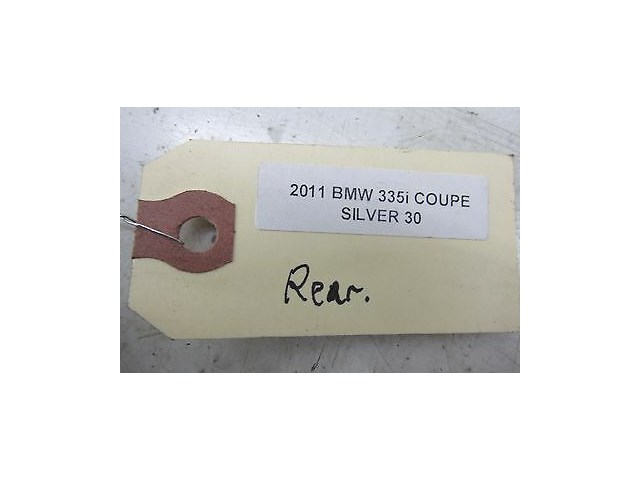 2011 BMW 335i COUPE
SILVER 30
Rear.